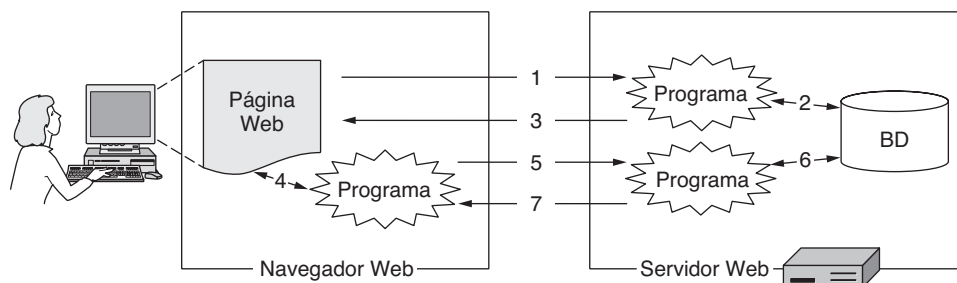 Página
Web
1
3
5
7
4
Programa
Navegador Web
Programa
2
BD
Programa
6
Servidor Web